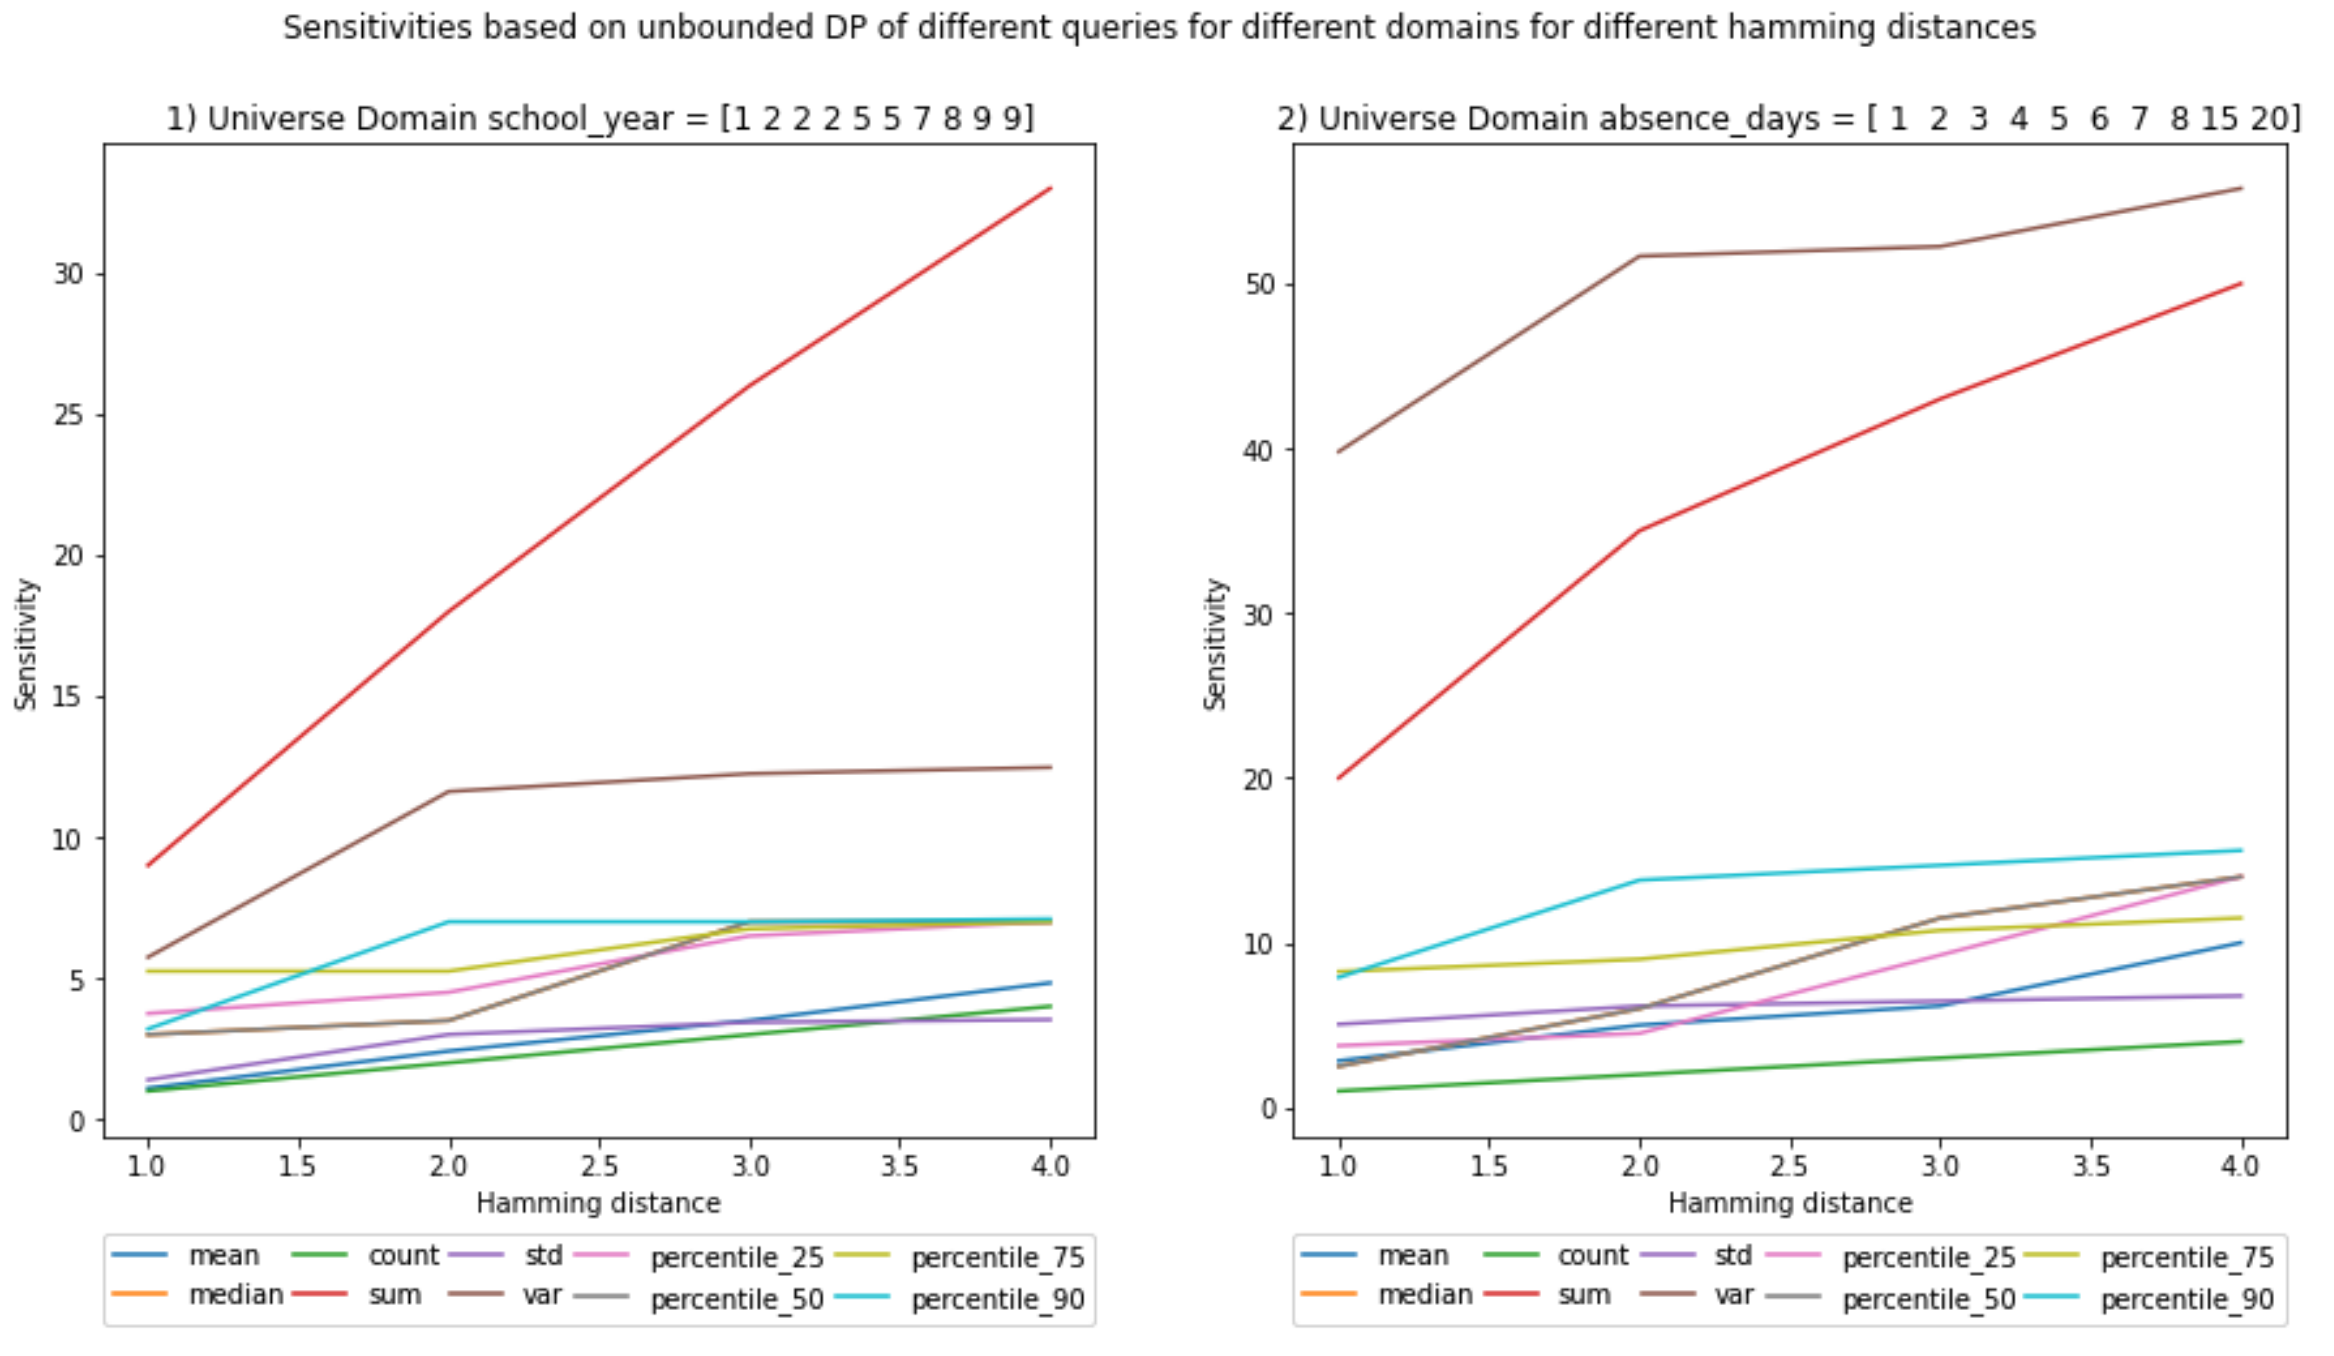 Sensitivities based on unbounded DP of different queries for different domains for different hamming distances
1) Universe Domain school_year = [1 2 2 2 5 5 7 8 9 9]
Sensitivity
30
25
20
15
10
5
0
1.0 1.5 2.0 2.5 3.0 3.5 4.0
Hamming distance
mean count std percentile_25 percentile_75
median sum var percentile_50 percentile_90
2) Universe Domain absence_days = [ 1 2 3 4 5 6 7 8 15 20]
Sensitivity
50
40
30
20
10
0
1.0 1.5 2.0 2.5 3.0 3.5 4.0
Hamming distance
mean count std percentile_25 percentile_75
median sum var percentile_50 percentile_90